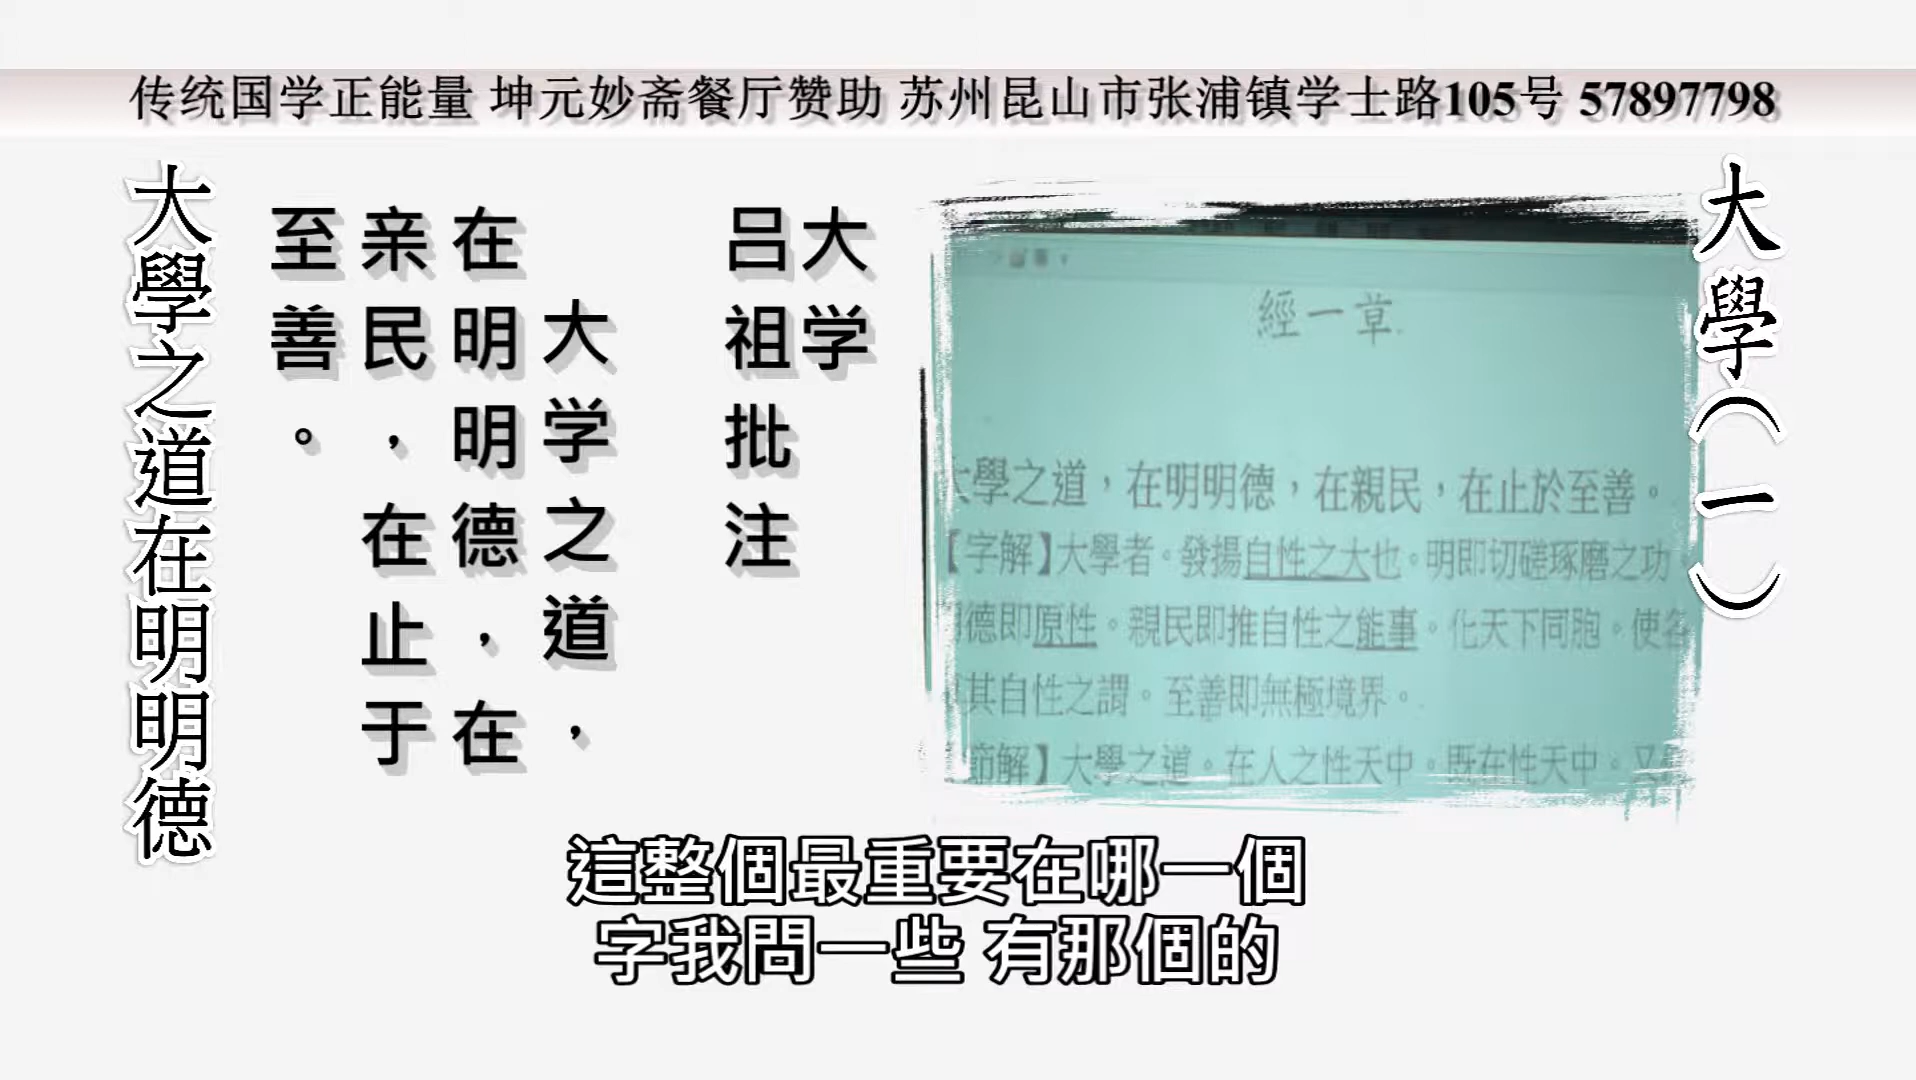 传统国学正能量 坤元妙斋餐厅赞助 苏州昆山市张浦镇学士路105号 57897798
大學(一)
經一章
大學之道，在明明德，在親民，在止於至善。
【字解】大學者。發揚自性之大也。明即切磋琢磨之功
德即原性。親民即推自性之能事。化天下同胞。使各
其自性之謂。至善即無極境界。
節解】大學之道。在人之性天中。既在性天中。又
大学
吕祖批注
大学之道，
在明明德，在
亲民，在止于
至善。
大學之道在明明德
這整個最重要在哪一個
字我問一些 有那個的